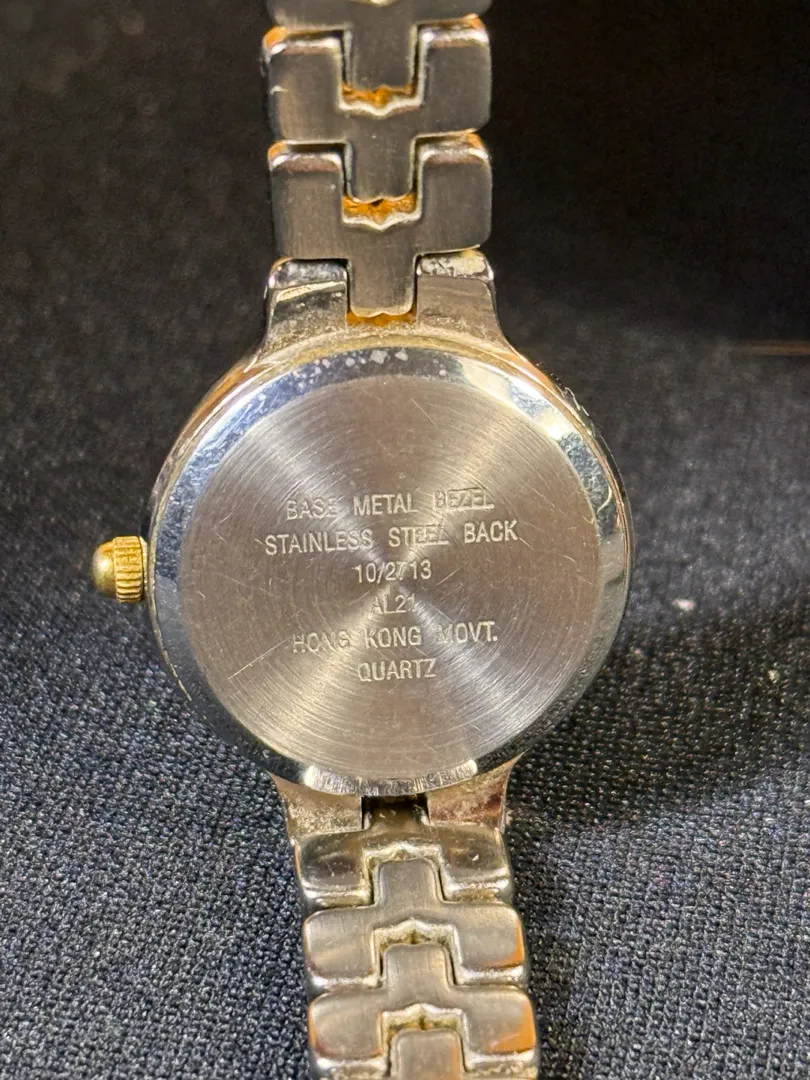 BASE METAL BEZEL
STAINLESS STEEL BACK
10/2713
AL21
HONG KONG MOVT.
QUARTZ